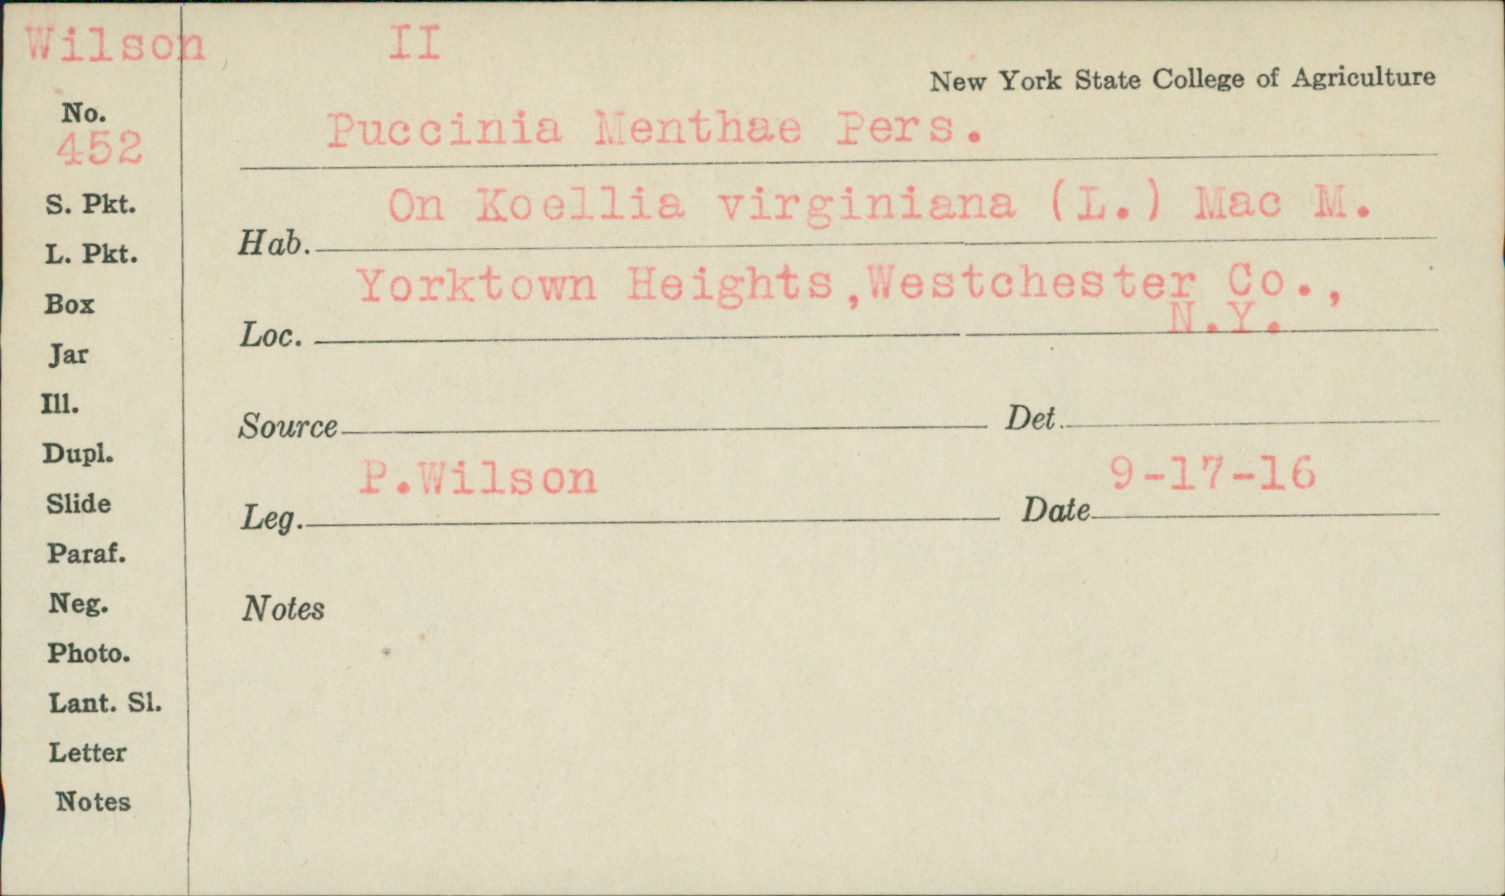 Wilson II
New York State College of Agriculture
No.
452
Puccinia Menthae Pers.
S. Pkt.
Hab. On Koellia virginiana (L.) Mac M.
L. Pkt.
Box
Loc. Yorktown Heights,Westchester Co.,
N.Y.
Jar
Ill.
Source Det.
Dupl.
Slide
Leg. P.Wilson Date 9-17-16
Paraf.
Neg.
Notes
Photo.
Lant. Sl.
Letter
Notes